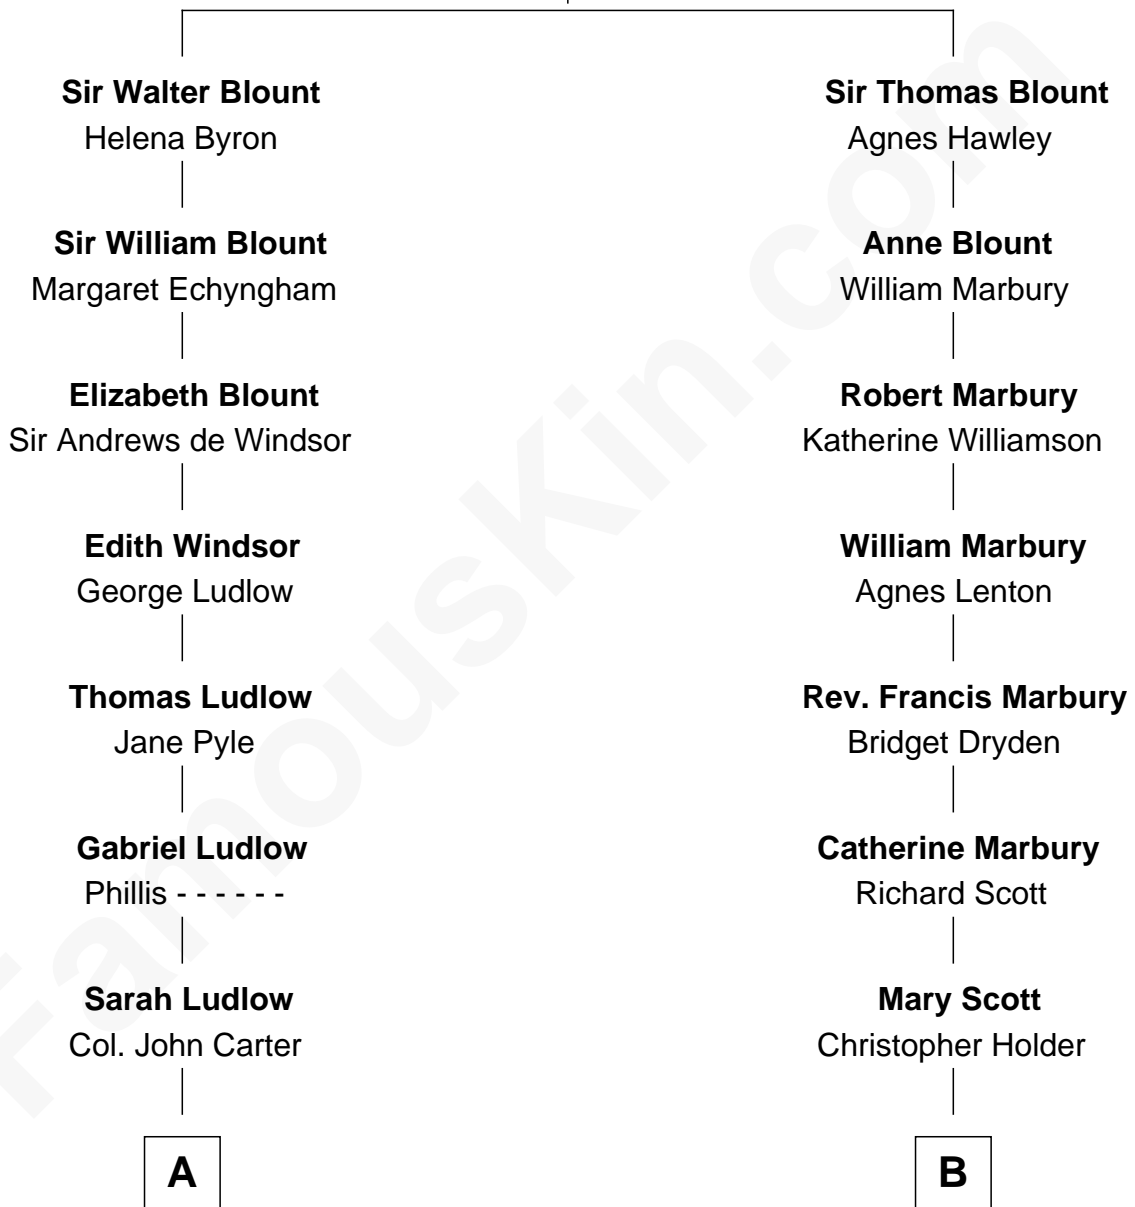 Sir Walter Blount
Helena Byron
Sir William Blount
Margaret Echyngham
Elizabeth Blount
Sir Andrews de Windsor
Edith Windsor
George Ludlow
Thomas Ludlow
Jane Pyle
Gabriel Ludlow
Phillis - - - - - -
Sarah Ludlow
Col. John Carter
A
Sir Thomas Blount
Agnes Hawley
Anne Blount
William Marbury
Robert Marbury
Katherine Williamson
William Marbury
Agnes Lenton
Rev. Francis Marbury
Bridget Dryden
Catherine Marbury
Richard Scott
Mary Scott
Christopher Holder
B
FamousKin.com